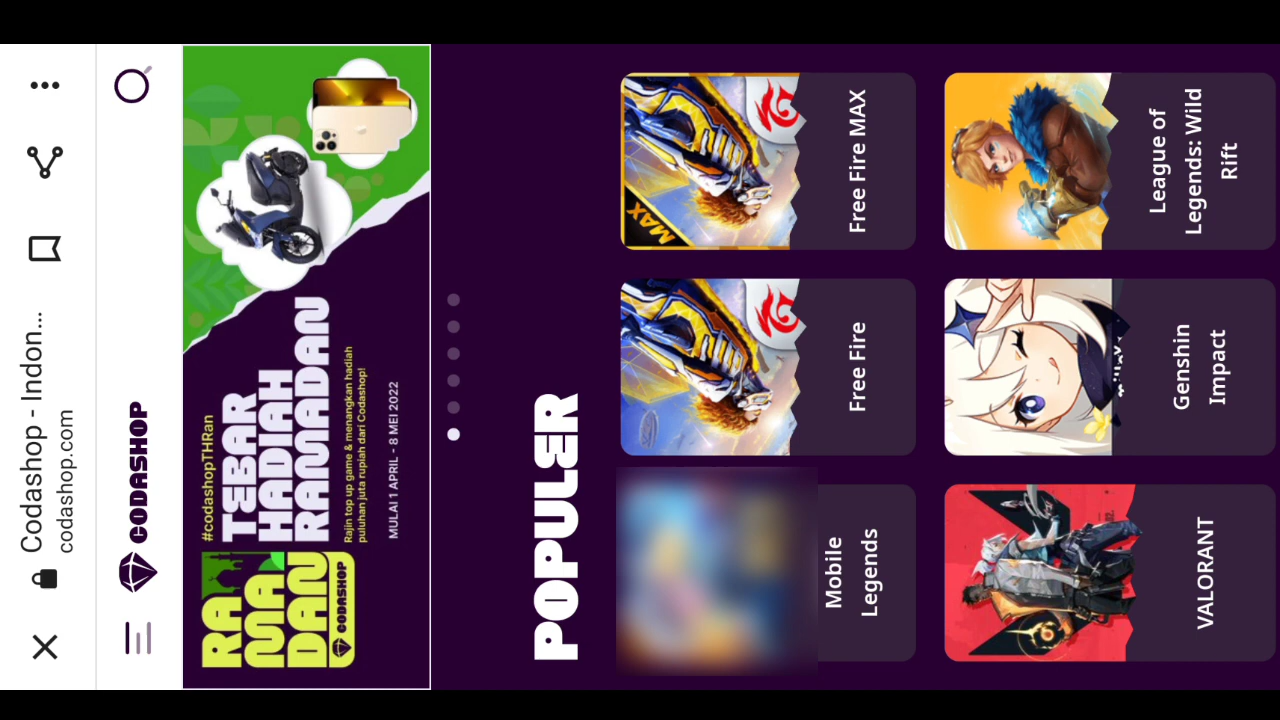 Codashop - Indon...
codashop.com
CODASHOP
RA
MA
DAN
CODASHOP
#codashopTHRan
TEBAR
HADIAH
RAMADAN
Rajin top up game & menangkan hadiah
puluhan juta rupiah dari Codashop!
MULAI 1 APRIL - 8 MEI 2022
POPULER
Mobile
Legends
Free Fire
MAX
Free Fire MAX
VALORANT
Genshin
Impact
League of
Legends: Wild
Rift